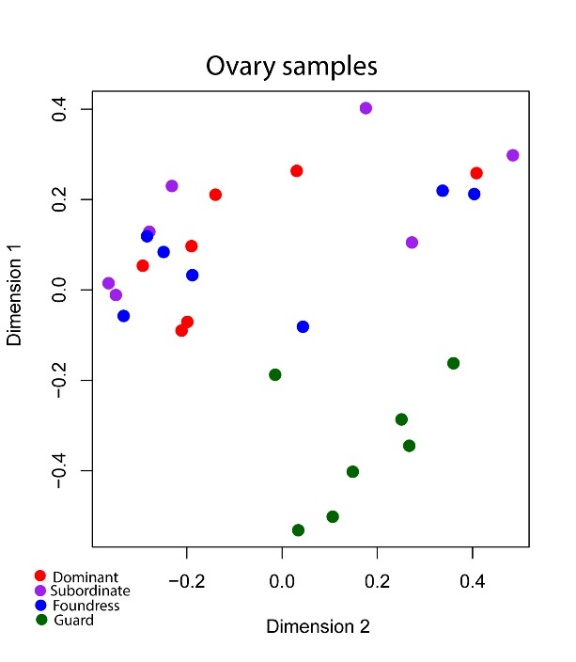 Ovary samples
0.4
0.2
0.0
−0.2
−0.4
Dimension 1
−0.2 0.0 0.2 0.4
Dimension 2
Dominant
Subordinate
Foundress
Guard